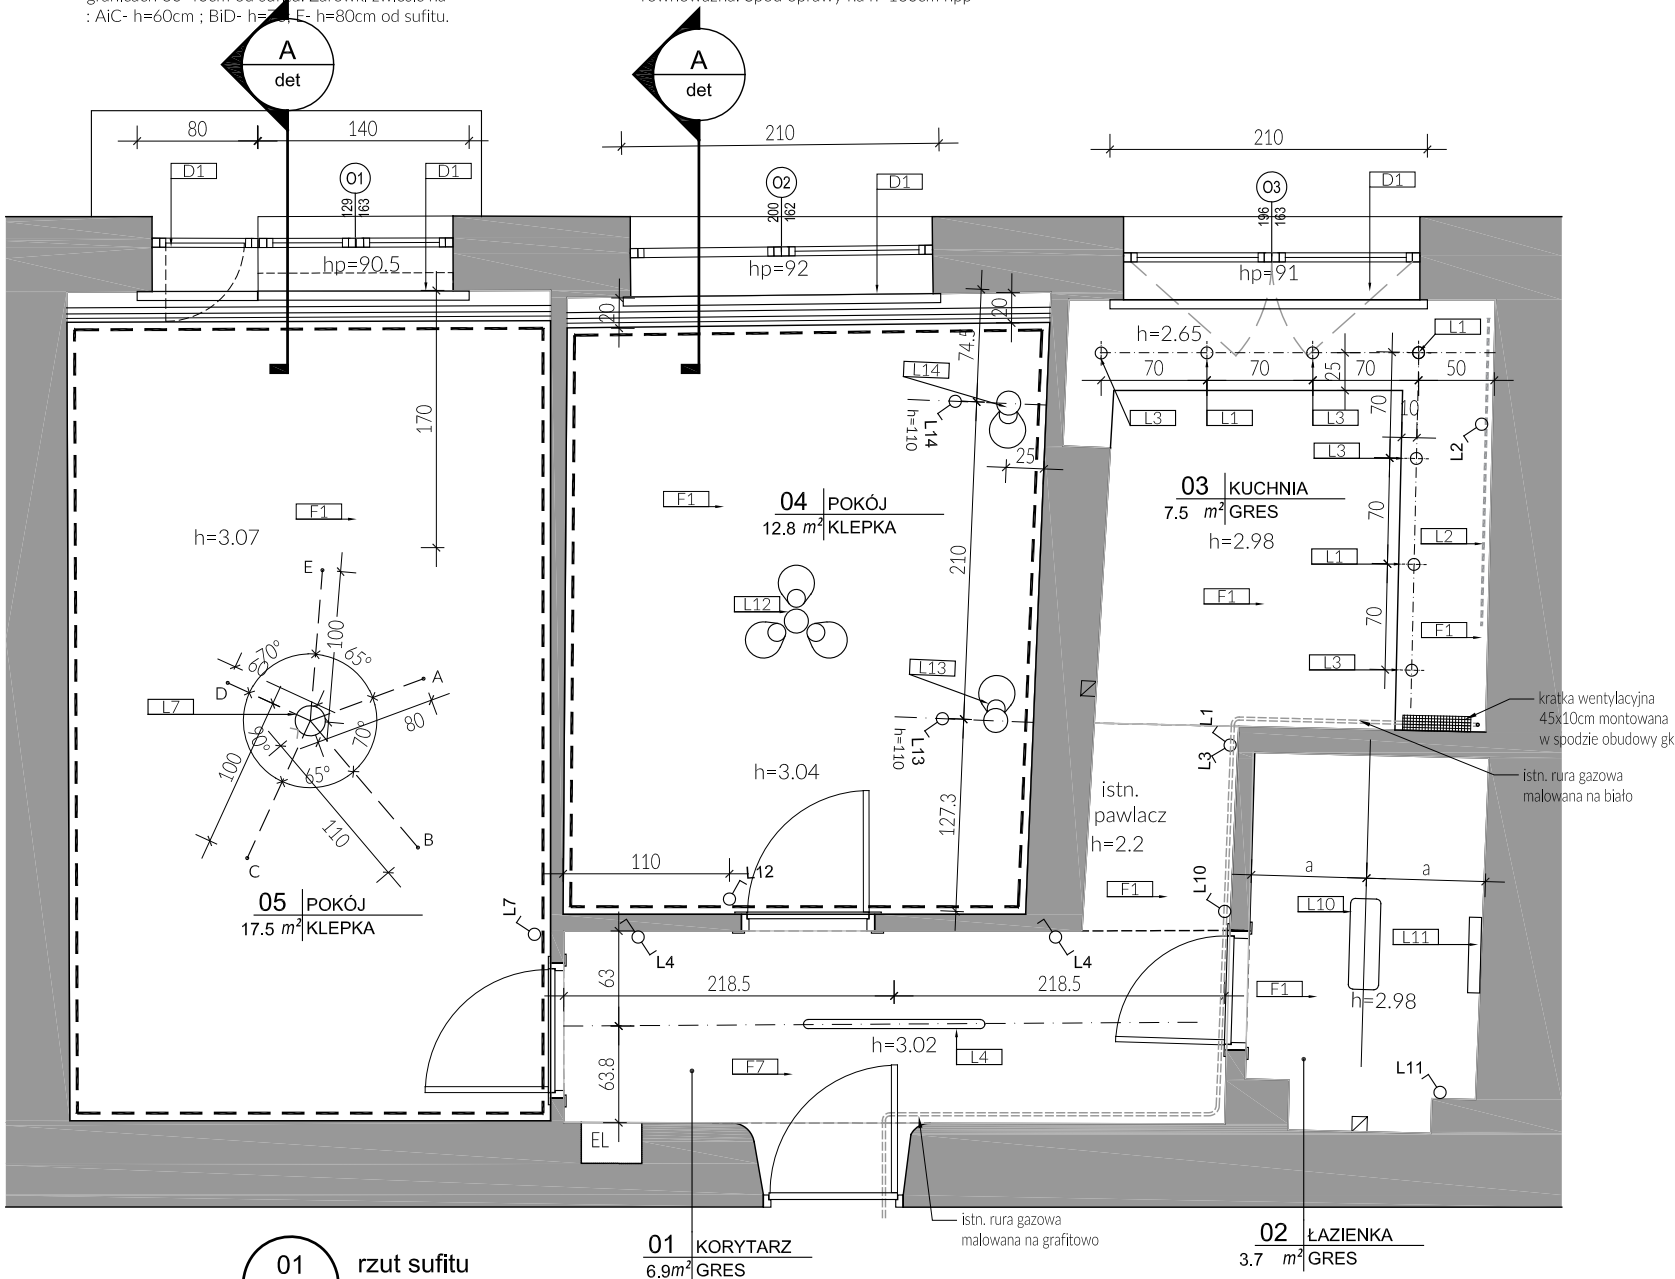 : AiC- h=60cm ; BiD- h= E- h=80cm od sufitu.
A
det
A
det
80
140
210
210
D1
O1
129
163
D1
O2
200
162
D1
O3
196
163
D1
hp=90.5
hp=92
hp=91
20
20
74.5
h=2.65
L1
70
70
25
70
50
L14
L14
h=110
L3
L1
L3
70
10
L3
L2
170
25
F1
F1
04 POKÓJ
12.8 m² KLEPKA
03 KUCHNIA
7.5 m² GRES
h=3.07
h=2.98
70
L2
210
L1
E
L12
F1
100
70
F1
70°
65°
60
L3
L13
A
D
L7
80
70°
60°
L13
h=110
L1
L3
kratka wentylacyjna
45x10cm montowana
w spodzie obudowy gk
100
65°
h=3.04
istn.
pawlacz
h=2.2
istn. rura gazowa
malowana na biało
110
127.3
B
C
110
L12
a
a
F1
L10
L10
05 POKÓJ
17.5 m² KLEPKA
L7
L4
L4
L11
63
218.5
218.5
F1
h=2.98
h=3.02
L4
63.8
F7
L11
EL
istn. rura gazowa
malowana na grafitowo
01 KORYTARZ
6.9m² GRES
02 ŁAZIENKA
3.7 m² GRES
01
rzut sufitu